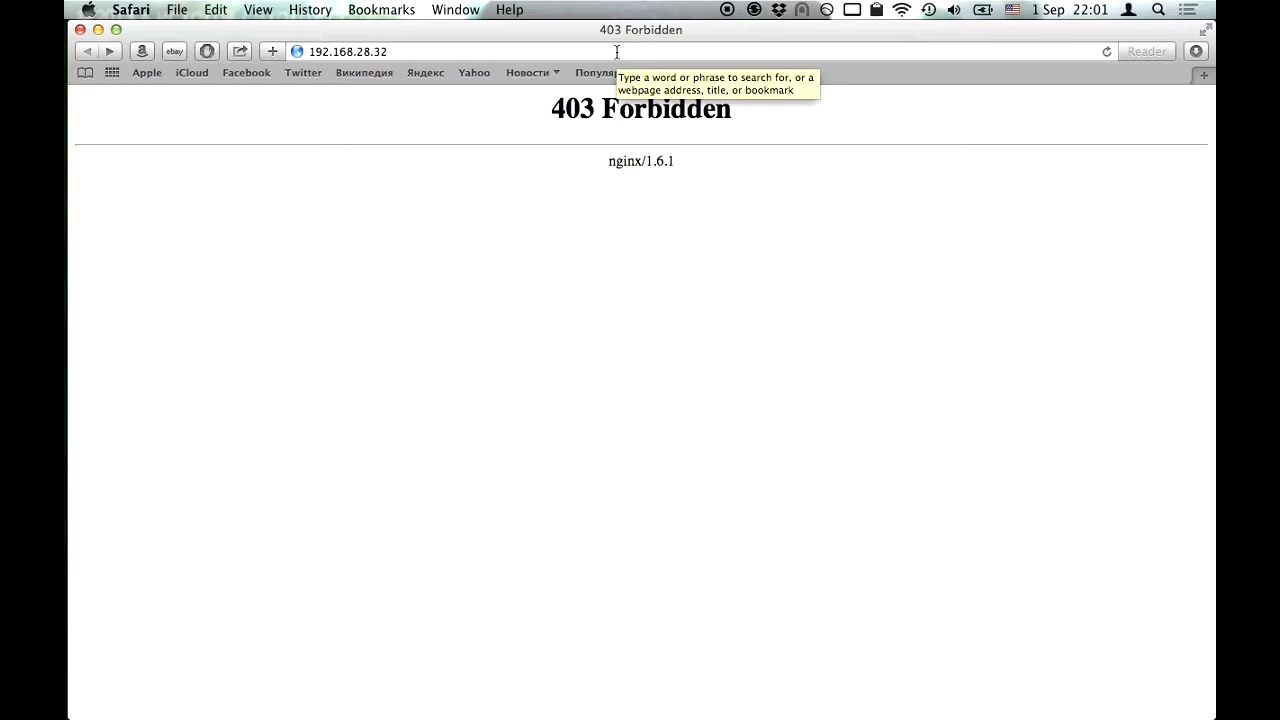 Safari File Edit View History Bookmarks Window Help 1 Sep 22:01
403 Forbidden
ebay 192.168.28.32 Reader
Apple iCloud Facebook Twitter Википедия Яндекс Yahoo Новости
Type a word or phrase to search for, or a
webpage address, title, or bookmark
403 Forbidden
nginx/1.6.1